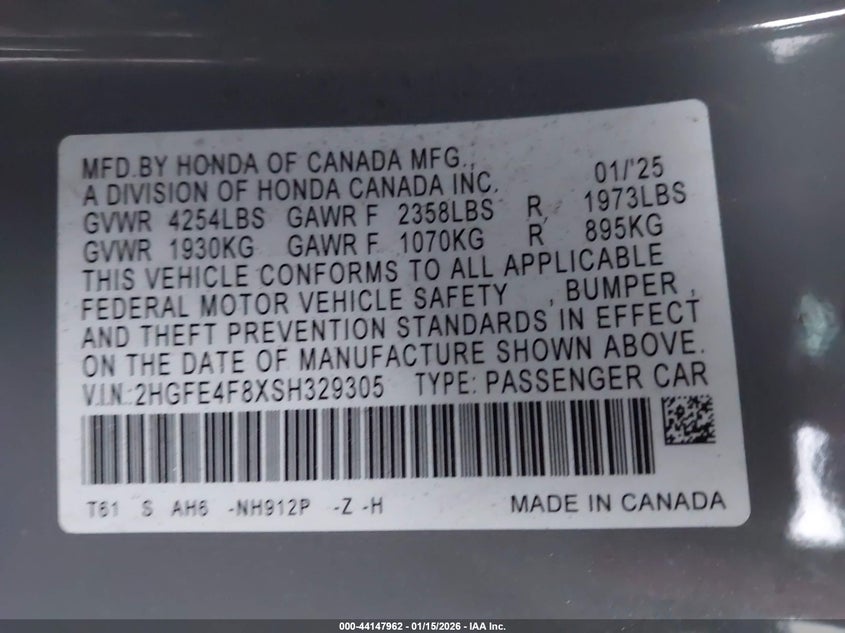 MFD.BY HONDA OF CANADA MFG., 01/'25
A DIVISION OF HONDA CANADA INC.
GVWR 4254LBS GAWR F 2358LBS R, 1973LBS
GVWR 1930KG GAWR F 1070KG R' 895KG
THIS VEHICLE CONFORMS TO ALL APPLICABLE
FEDERAL MOTOR VEHICLE SAFETY , BUMPER ,
AND THEFT PREVENTION STANDARDS IN EFFECT
ON THE DATE OF MANUFACTURE SHOWN ABOVE.
V.I.N.:2HGFE4F8XSH329305 TYPE: PASSENGER CAR
T61 S AH6 -NH912P -Z -H MADE IN CANADA
000-44147962 - 01/15/2026 - IAA Inc.